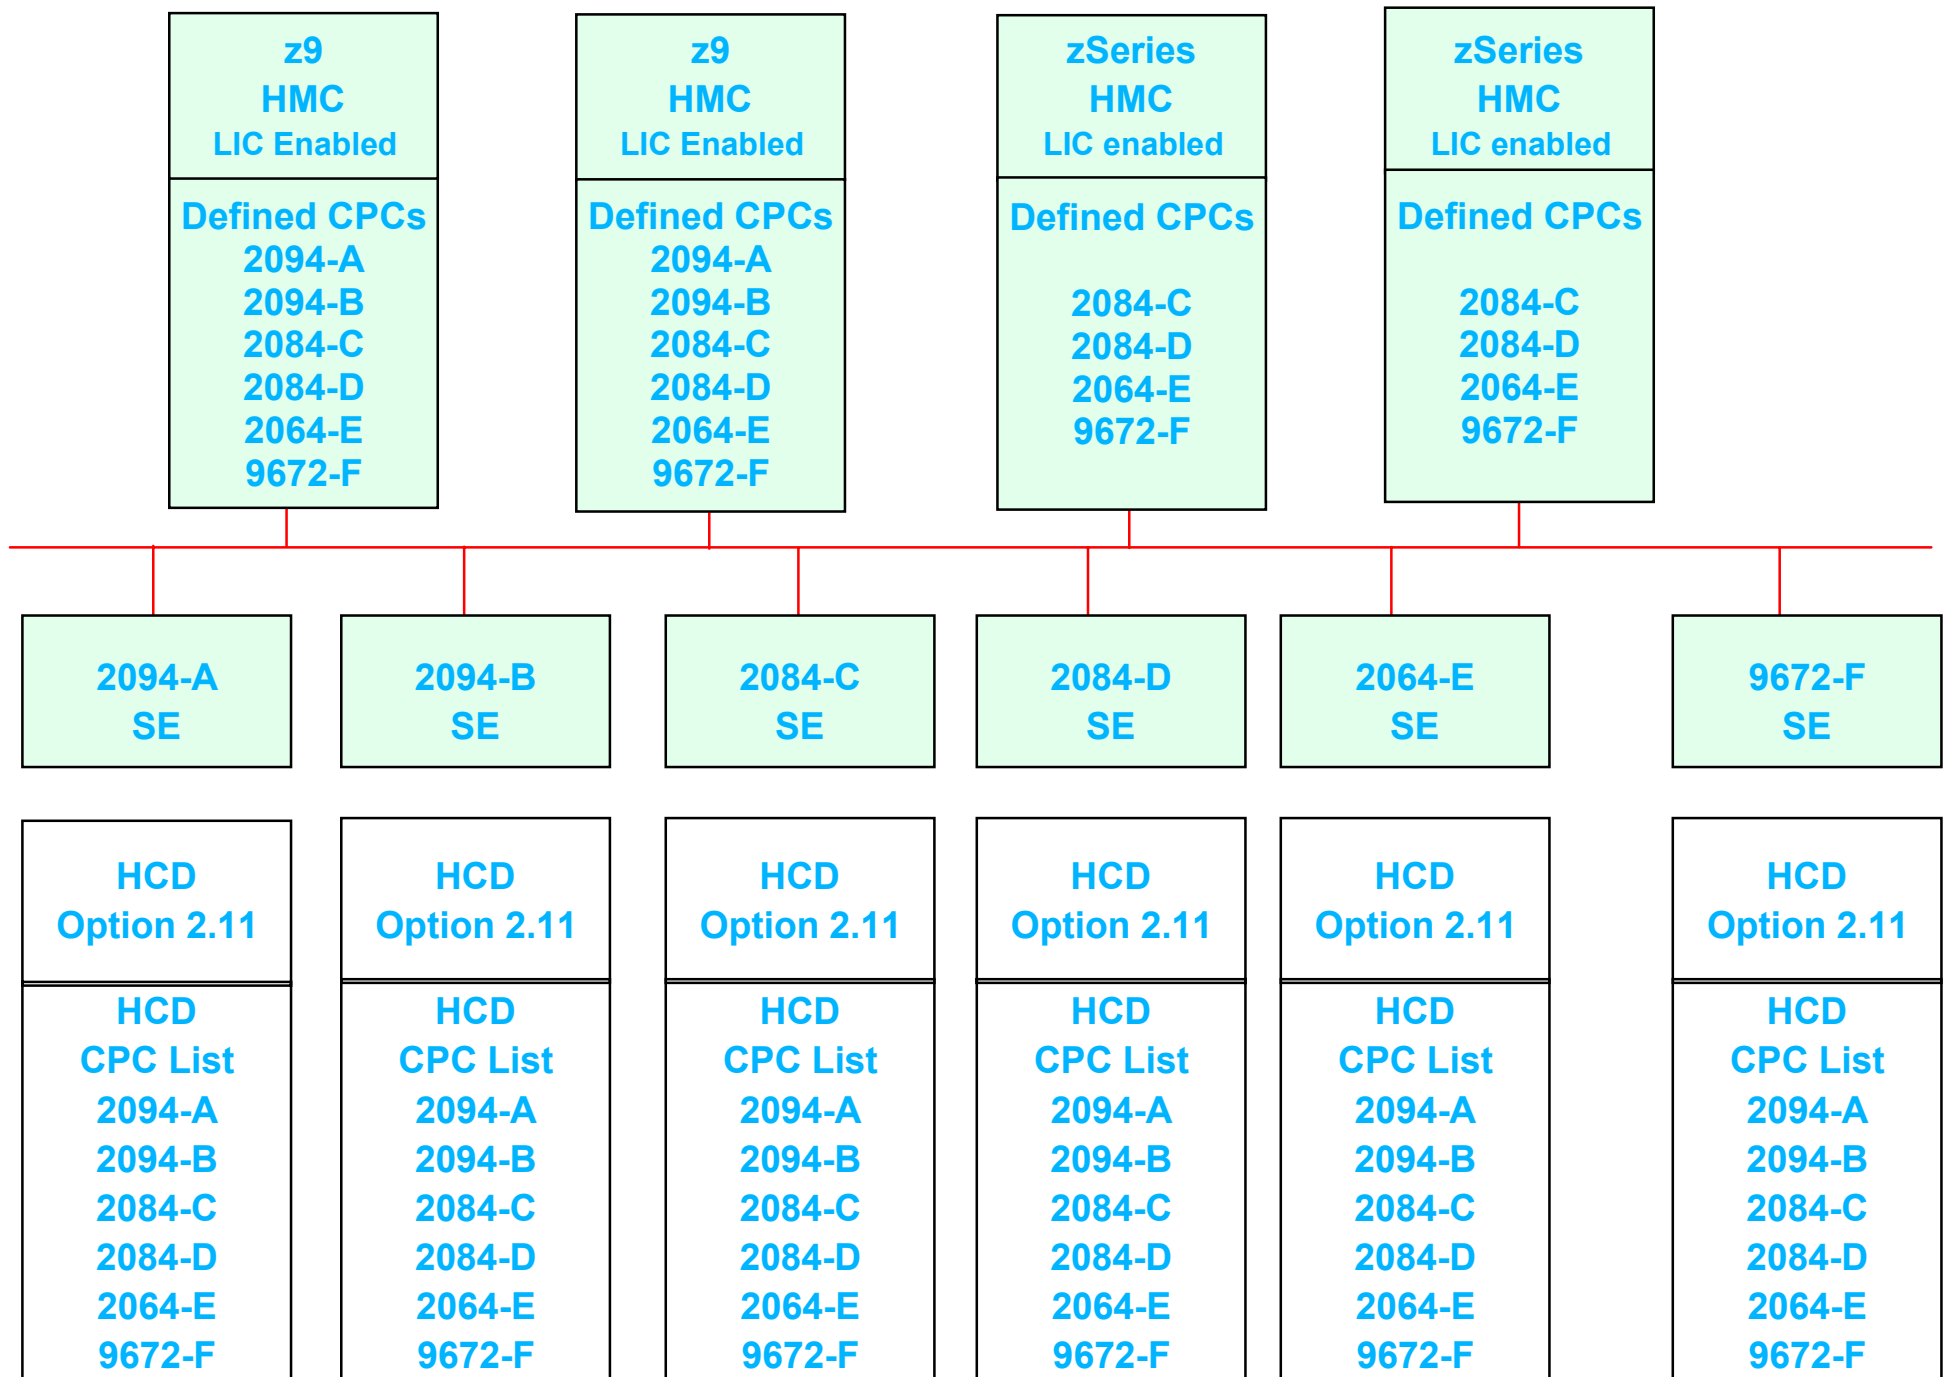 z9
HMC
LIC Enabled
Defined CPCs
2094-A
2094-B
2084-C
2084-D
2064-E
9672-F
z9
HMC
LIC Enabled
Defined CPCs
2094-A
2094-B
2084-C
2084-D
2064-E
9672-F
zSeries
HMC
LIC enabled
Defined CPCs
2084-C
2084-D
2064-E
9672-F
zSeries
HMC
LIC enabled
Defined CPCs
2084-C
2084-D
2064-E
9672-F
2094-A
SE
2094-B
SE
2084-C
SE
2084-D
SE
2064-E
SE
9672-F
SE
HCD
Option 2.11
HCD
CPC List
2094-A
2094-B
2084-C
2084-D
2064-E
9672-F
HCD
Option 2.11
HCD
CPC List
2094-A
2094-B
2084-C
2084-D
2064-E
9672-F
HCD
Option 2.11
HCD
CPC List
2094-A
2094-B
2084-C
2084-D
2064-E
9672-F
HCD
Option 2.11
HCD
CPC List
2094-A
2094-B
2084-C
2084-D
2064-E
9672-F
HCD
Option 2.11
HCD
CPC List
2094-A
2094-B
2084-C
2084-D
2064-E
9672-F
HCD
Option 2.11
HCD
CPC List
2094-A
2094-B
2084-C
2084-D
2064-E
9672-F